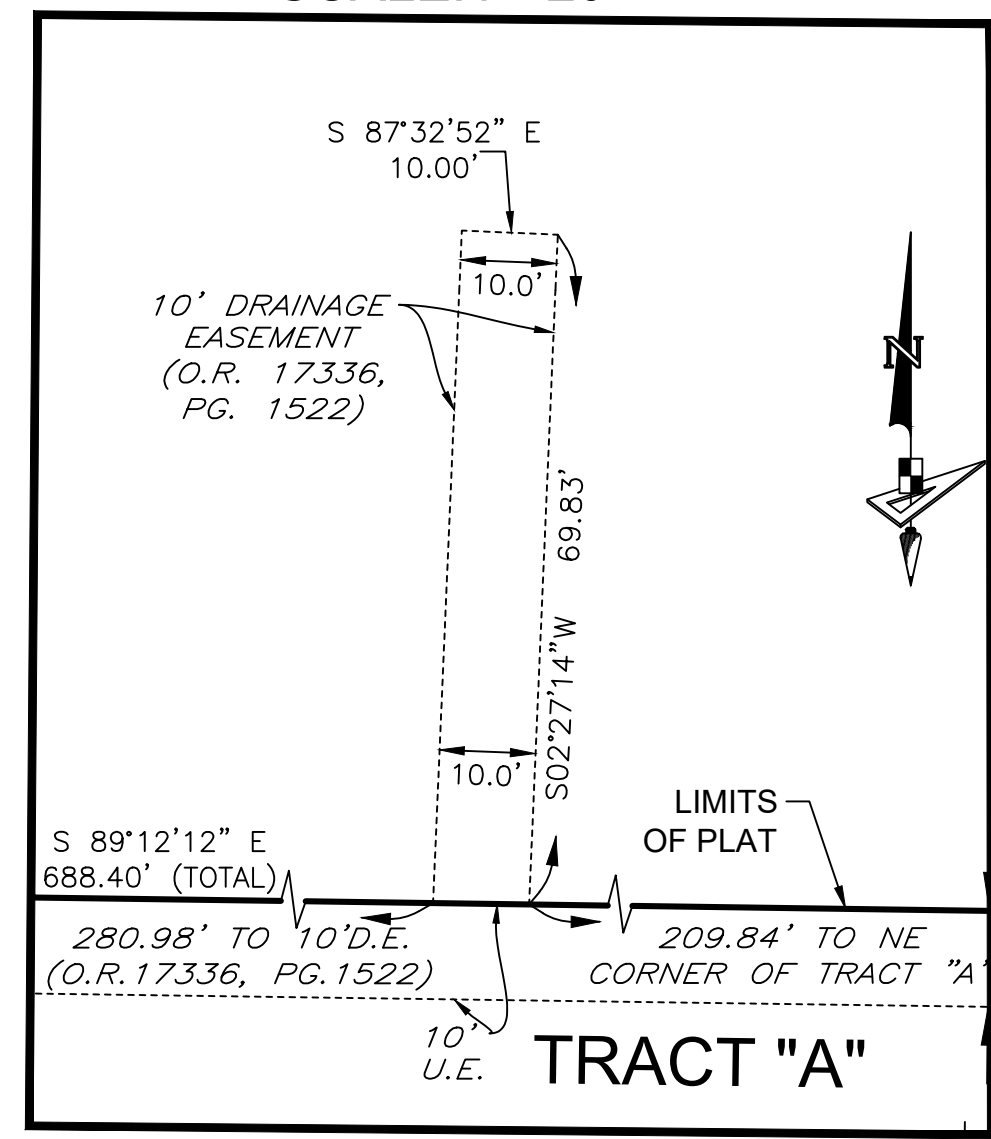 S 87°32'52" E
10.00'
10.0'
10' DRAINAGE
EASEMENT
(O.R. 17336,
PG. 1522)
N
S02°27'14"W 69.83'
10.0'
LIMITS
OF PLAT
S 89°12'12" E
688.40' (TOTAL)
280.98' TO 10'D.E.
(O.R.17336, PG.1522)
209.84' TO NE
CORNER OF TRACT "A"
10'
U.E.
TRACT "A"